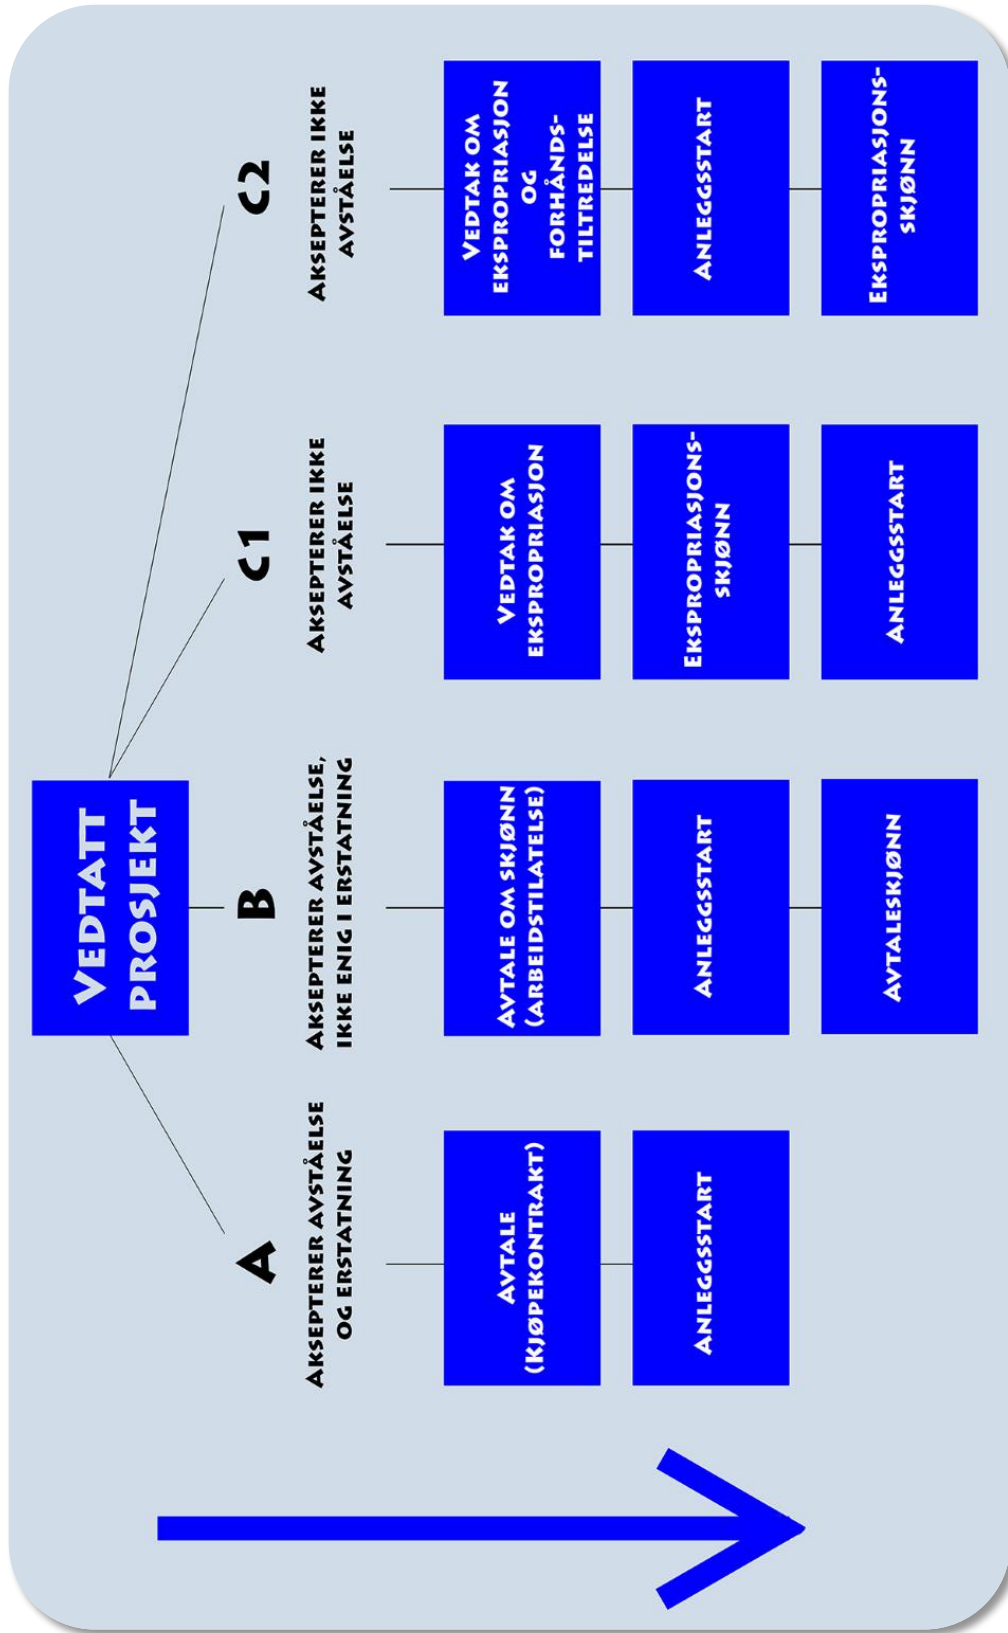 VEDTATT
PROSJEKT
A
AKSEPTERER AVSTÅELSE
OG ERSTATNING
AVTALE
(KJØPEKONTRAKT)
ANLEGGSSTART
B
AKSEPTERER AVSTÅELSE,
IKKE ENIG I ERSTATNING
AVTALE OM SKJØNN
(ARBEIDSTILATELSE)
ANLEGGSSTART
AVTALESKJØNN
C1
AKSEPTERER IKKE
AVSTÅELSE
VEDTAK OM
EKSPROPRIASJON
EKSPROPRIASJONS-
SKJØNN
ANLEGGSSTART
C2
AKSEPTERER IKKE
AVSTÅELSE
VEDTAK OM
EKSPROPRIASJON
OG
FORHÅNDS-
TILTREDELSE
ANLEGGSSTART
EKSPROPRIASJONS-
SKJØNN